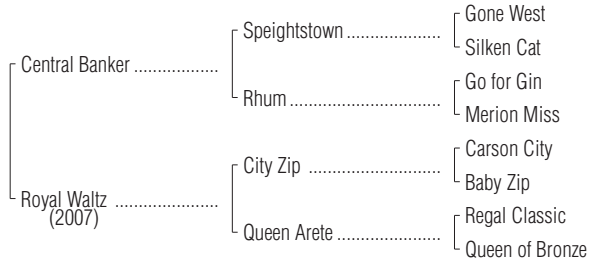 Gone West
Speightstown ...................
Silken Cat
Central Banker .................
Go for Gin
Rhum ..............................
Merion Miss
Carson City
City Zip ..........................
Baby Zip
Royal Waltz .....................
(2007)
Regal Classic
Queen Arete .....................
Queen of Bronze